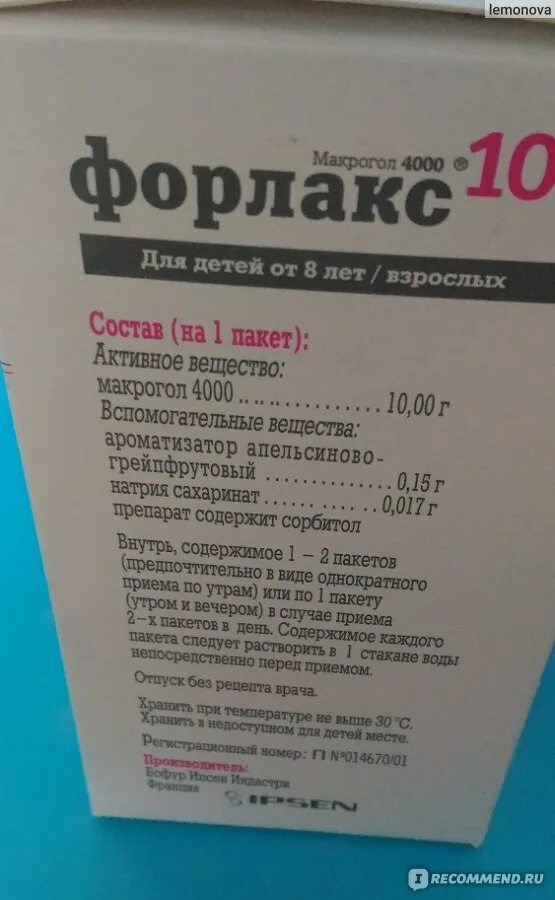 lemonova
Макрогол 4000 ®
форлакс 10
Для детей от 8 лет / взрослых
Состав (на 1 пакет):
Активное вещество:
макрогол 4000 .. .. .. ........... 10,00 г
Вспомогательные вещества:
ароматизатор апельсиново-
грейпфрутовый ............... 0,15 г
натрия сахаринат ............. 0,017 г
препарат содержит сорбитол
Внутрь, содержимое 1 – 2 пакетов
(предпочтительно в виде однократного
приема по утрам) или по 1 пакету
(утром и вечером) в случае приема
2-х пакетов в день. Содержимое каждого
пакета следует растворить в 1 стакане воды
непосредственно перед приемом.
Отпуск без рецепта врача.
Хранить при температуре не выше 30 °C.
Хранить в недоступном для детей месте.
Регистрационный номер: П №014670/01
Производитель:
Бофур Ипсен Индастри
Франция
IPSEN
IRECOMMEND.RU